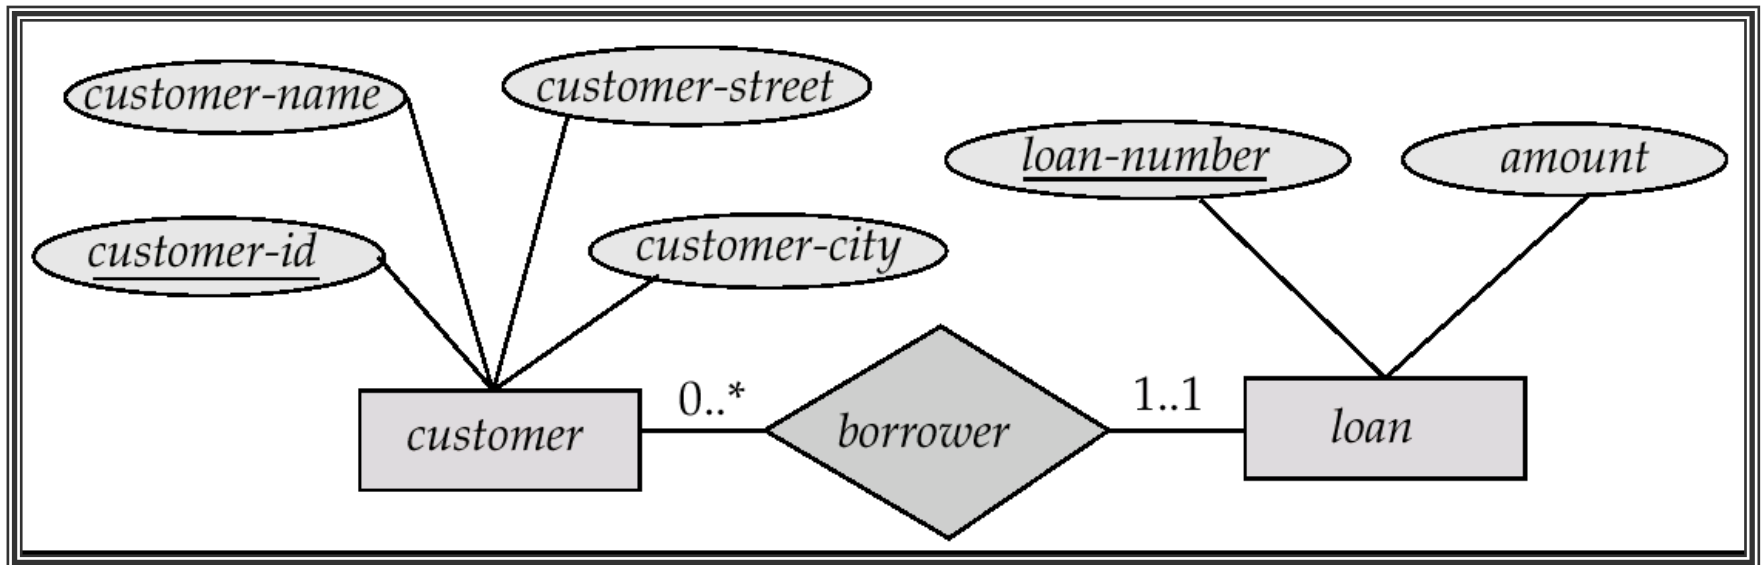 customer-name
customer-street
loan-number
amount
customer-id
customer-city
customer
0..*
borrower
1..1
loan